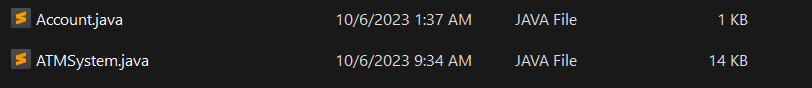 Account.java 10/6/2023 1:37 AM JAVA File 1 KB
ATMSystem.java 10/6/2023 9:34 AM JAVA File 14 KB